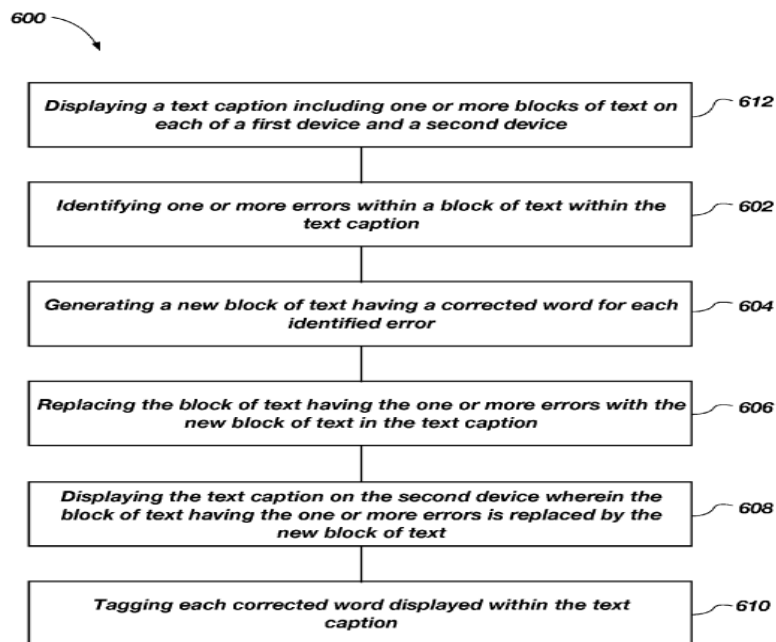 600
Displaying a text caption including one or more blocks of text on
each of a first device and a second device
612
Identifying one or more errors within a block of text within the
text caption
602
Generating a new block of text having a corrected word for each
identified error
604
Replacing the block of text having the one or more errors with the
new block of text in the text caption
606
Displaying the text caption on the second device wherein the
block of text having the one or more errors is replaced by the
new block of text
608
Tagging each corrected word displayed within the text
caption
610